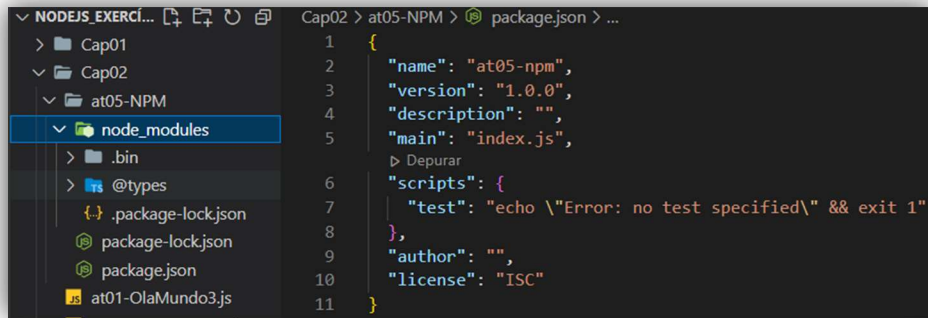 NODEJS_EXERCÍ...
Cap01
Cap02
at05-NPM
node_modules
.bin
@types
.package-lock.json
package-lock.json
package.json
at01-OlaMundo3.js
Cap02 > at05-NPM > package.json > ...
1 {
2 "name": "at05-npm",
3 "version": "1.0.0",
4 "description": "",
5 "main": "index.js",
Depurar
6 "scripts": {
7 "test": "echo \"Error: no test specified\" && exit 1"
8 },
9 "author": "",
10 "license": "ISC"
11 }